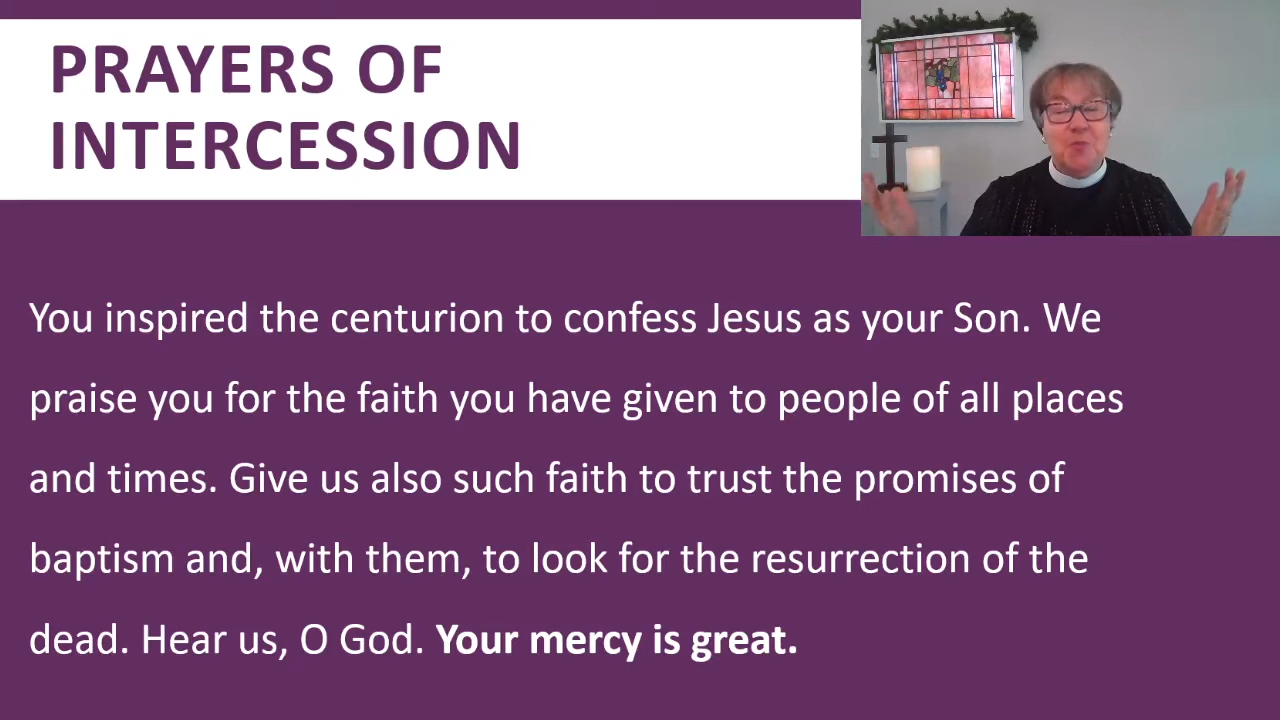 PRAYERS OF
INTERCESSION
You inspired the centurion to confess Jesus as your Son. We
praise you for the faith you have given to people of all places
and times. Give us also such faith to trust the promises of
baptism and, with them, to look for the resurrection of the
dead. Hear us, O God. Your mercy is great.